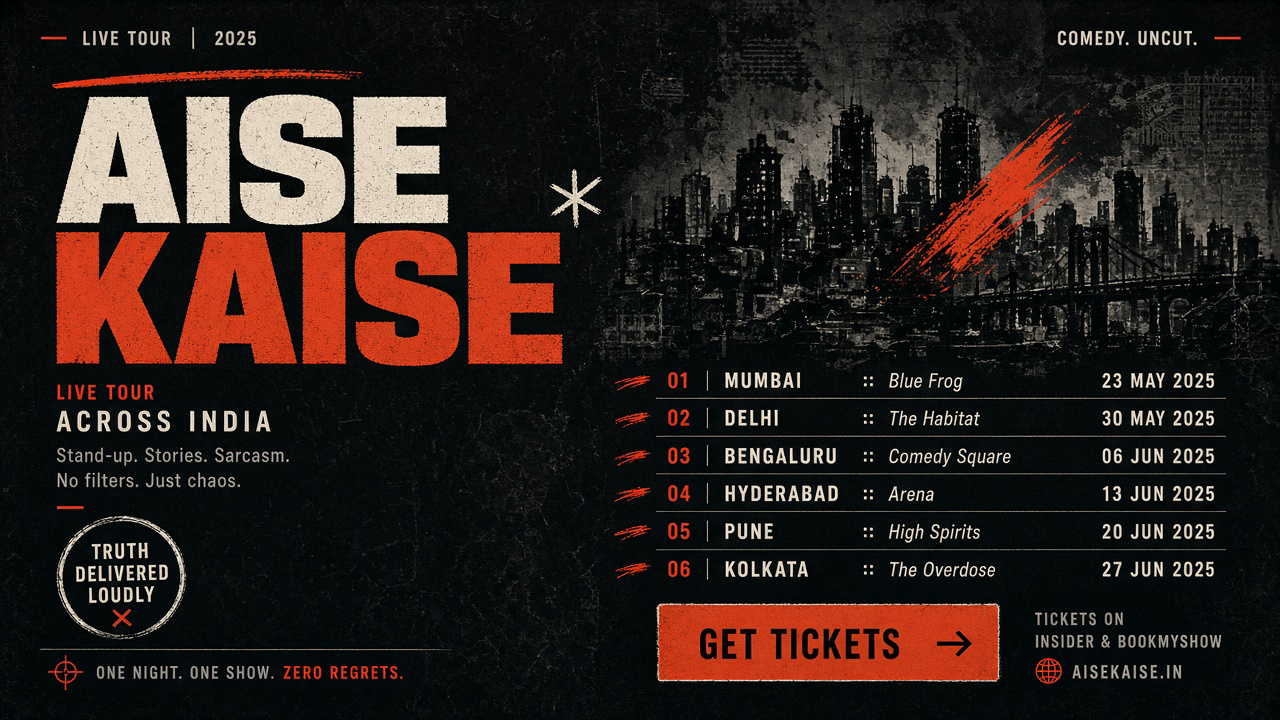 LIVE TOUR | 2025
COMEDY. UNCUT.
AISE
KAISE
LIVE TOUR
ACROSS INDIA
Stand-up. Stories. Sarcasm.
No filters. Just chaos.
TRUTH
DELIVERED
LOUDLY
ONE NIGHT. ONE SHOW. ZERO REGRETS.
01 | MUMBAI :: Blue Frog 23 MAY 2025
02 | DELHI :: The Habitat 30 MAY 2025
03 | BENGALURU :: Comedy Square 06 JUN 2025
04 | HYDERABAD :: Arena 13 JUN 2025
05 | PUNE :: High Spirits 20 JUN 2025
06 | KOLKATA :: The Overdose 27 JUN 2025
GET TICKETS →
TICKETS ON
INSIDER & BOOKMYSHOW
AISEKAISE.IN